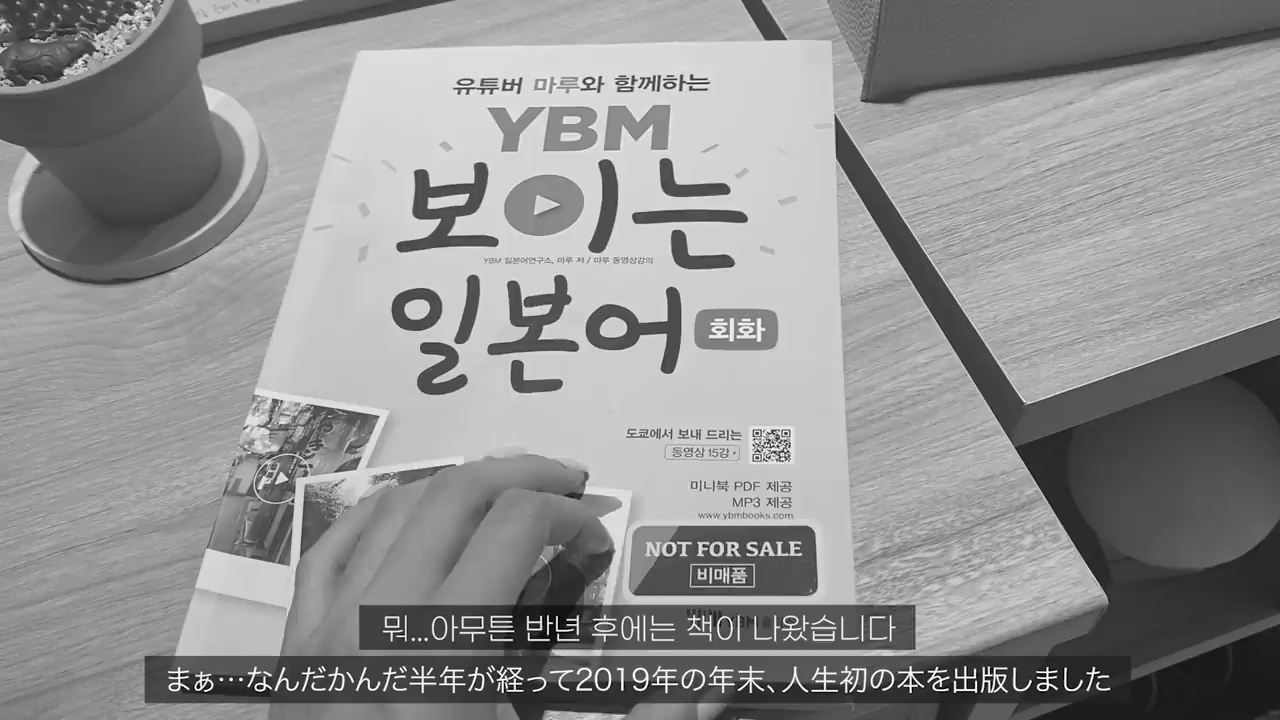 유튜버 마루와 함께하는
YBM
보이는
YBM 일본어연구소, 마루 저 / 마루 동영상강의
일본어 회화
도쿄에서 보내 드리는
동영상 15강
미니북 PDF 제공
MP3 제공
www.ybmbooks.com
NOT FOR SALE
비매품
뭐...아무튼 반년 후에는 책이 나왔습니다
まぁ…なんだかんだ半年が経って2019年の年末、人生初の本を出版しました